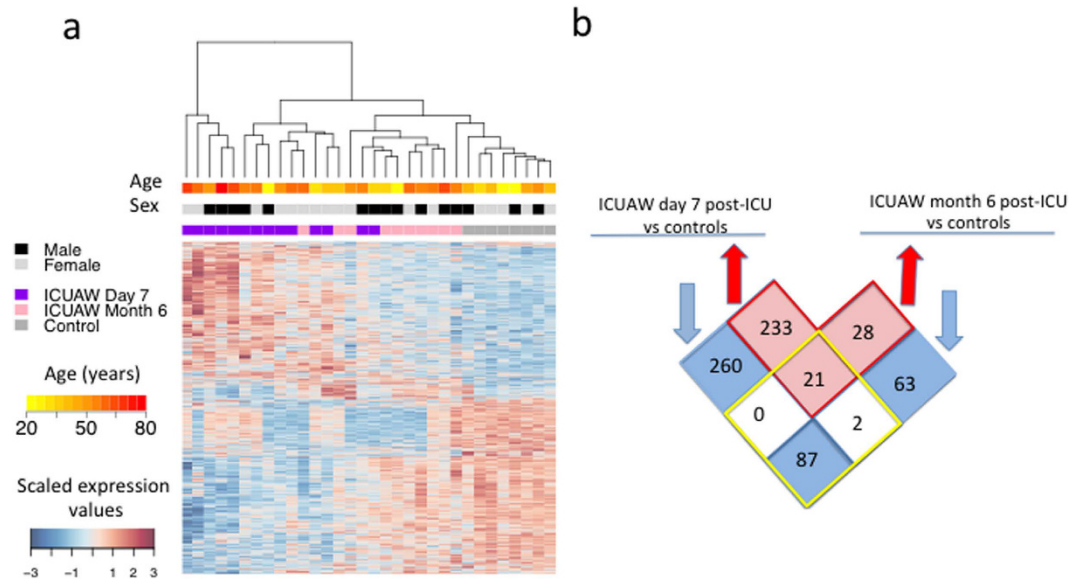 a
b
Age
Sex
Male
Female
ICUAW Day 7
ICUAW Month 6
Control
Age (years)
20 50 80
Scaled expression
values
−3 −1 1 2 3
ICUAW day 7 post-ICU
vs controls
ICUAW month 6 post-ICU
vs controls
233
28
260
21
63
0
2
87